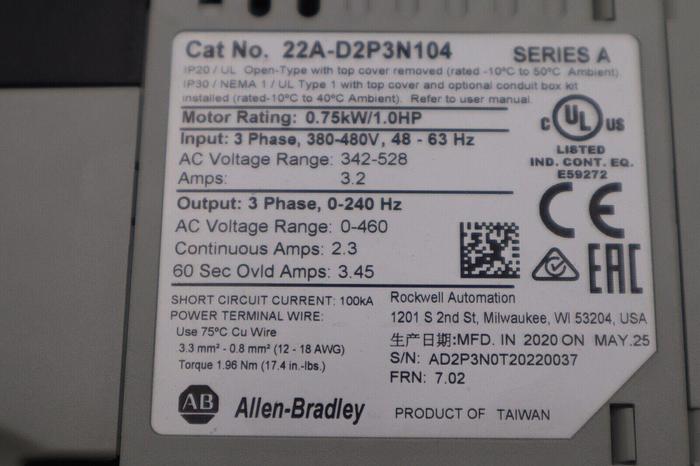 Cat No. 22A-D2P3N104 SERIES A
IP20 / UL Open-Type with top cover removed (rated -10°C to 50°C Ambient)
IP30 / NEMA 1 / UL Type 1 with top cover and optional conduit box kit
installed (rated-10°C to 40°C Ambient). Refer to user manual.
Motor Rating: 0.75kW/1.0HP
Input: 3 Phase, 380-480V, 48 - 63 Hz
AC Voltage Range: 342-528
Amps: 3.2
Output: 3 Phase, 0-240 Hz
AC Voltage Range: 0-460
Continuous Amps: 2.3
60 Sec Ovld Amps: 3.45
C UL US
LISTED
IND. CONT. EQ.
E59272
CE
EAC
SHORT CIRCUIT CURRENT: 100kA
POWER TERMINAL WIRE:
Use 75°C Cu Wire
3.3 mm² - 0.8 mm² (12 - 18 AWG)
Torque 1.96 Nm (17.4 in.-lbs.)
Rockwell Automation
1201 S 2nd St, Milwaukee, WI 53204, USA
生产日期:MFD. IN 2020 ON MAY.25
S/N: AD2P3N0T20220037
FRN: 7.02
AB Allen-Bradley
PRODUCT OF TAIWAN